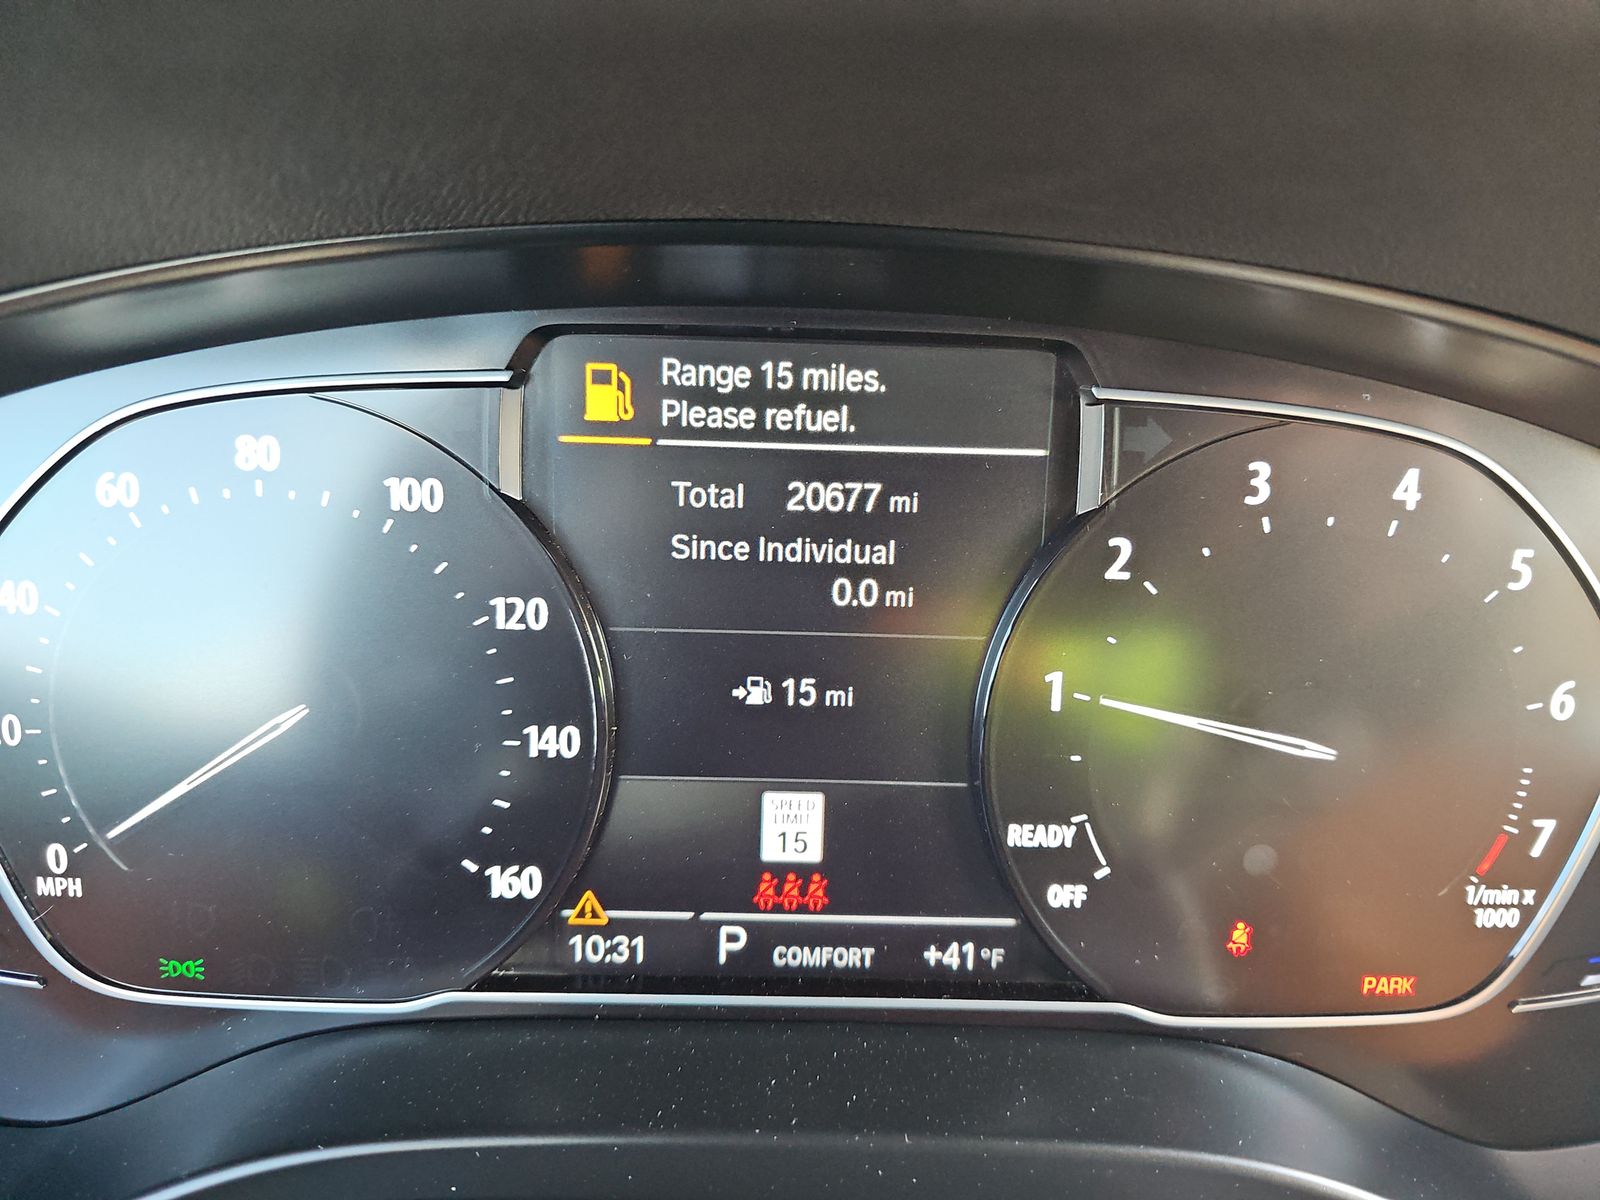 Range 15 miles.
Please refuel.
Total 20677 mi
Since Individual
0.0 mi
15 mi
SPEED
LIMIT
15
10:31 P COMFORT +41°F
0
MPH
60
80
100
120
140
160
OFF
READY
1
2
3
4
5
6
7
1/min x
1000
PARK